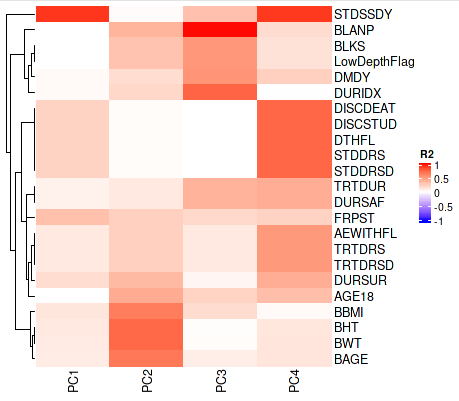 STDSSDY
BLANP
BLKS
LowDepthFlag
DMDY
DURIDX
DISCDEAT
DISCSTUD
DTHFL
STDDRS
STDDRSD
TRTDUR
DURSAF
FRPST
AEWITHFL
TRTDRS
TRTDRSD
DURSUR
AGE18
BBMI
BHT
BWT
BAGE
R2
1
0.5
0
-0.5
-1
PC1 PC2 PC3 PC4